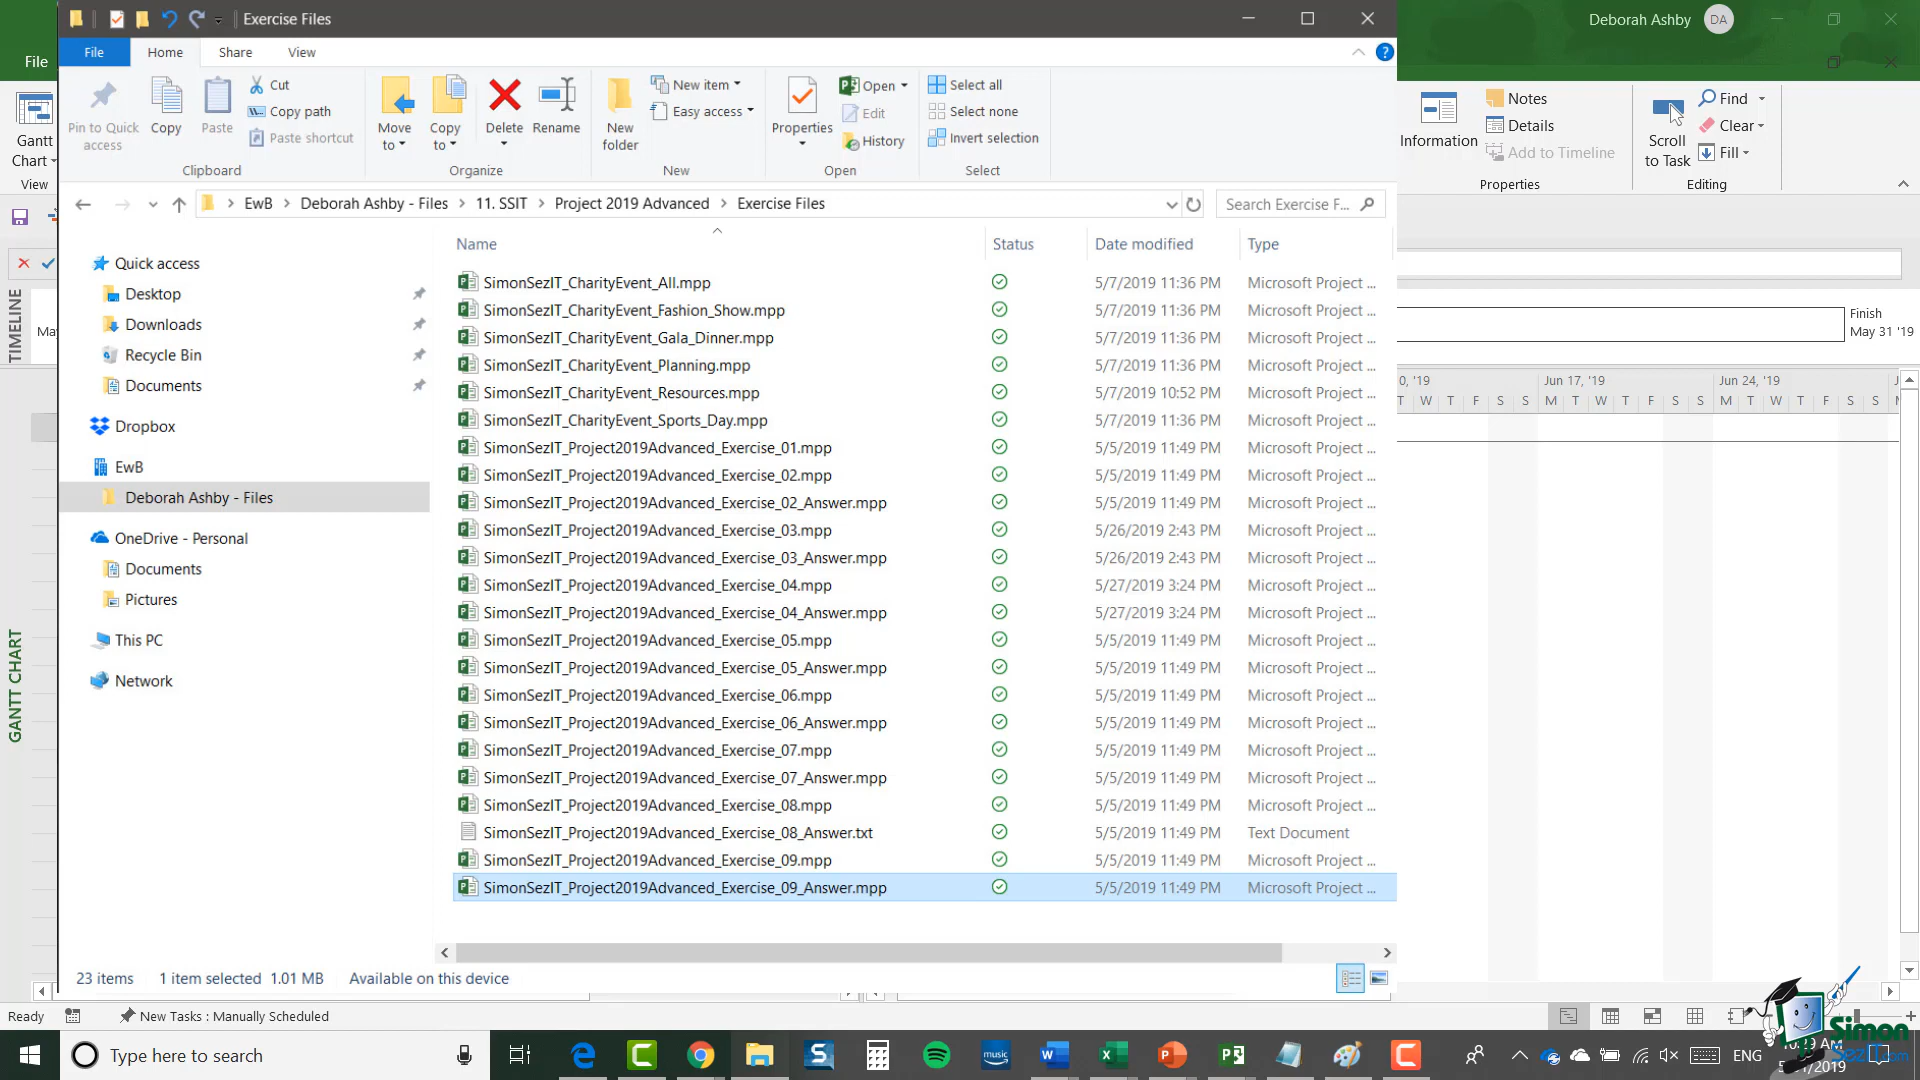 Exercise Files
Deborah Ashby DA
File
File Home Share View
Pin to Quick access
Copy
Paste
Cut
Copy path
Paste shortcut
Clipboard
Move to
Copy to
Delete
Rename
Organize
New folder
New item
Easy access
New
Properties
Open
Edit
History
Open
Select all
Select none
Invert selection
Select
Gantt Chart
View
Information
Notes
Details
Add to Timeline
Properties
Scroll to Task
Find
Clear
Fill
Editing
EwB > Deborah Ashby - Files > 11. SSIT > Project 2019 Advanced > Exercise Files
Search Exercise F...
Quick access
Desktop
Downloads
Recycle Bin
Documents
Dropbox
EwB
Deborah Ashby - Files
OneDrive - Personal
Documents
Pictures
This PC
Network
Name Status Date modified Type
SimonSezIT_CharityEvent_All.mpp 5/7/2019 11:36 PM Microsoft Project ...
SimonSezIT_CharityEvent_Fashion_Show.mpp 5/7/2019 11:36 PM Microsoft Project ...
SimonSezIT_CharityEvent_Gala_Dinner.mpp 5/7/2019 11:36 PM Microsoft Project ...
SimonSezIT_CharityEvent_Planning.mpp 5/7/2019 11:36 PM Microsoft Project ...
SimonSezIT_CharityEvent_Resources.mpp 5/7/2019 10:52 PM Microsoft Project ...
SimonSezIT_CharityEvent_Sports_Day.mpp 5/7/2019 11:36 PM Microsoft Project ...
SimonSezIT_Project2019Advanced_Exercise_01.mpp 5/5/2019 11:49 PM Microsoft Project ...
SimonSezIT_Project2019Advanced_Exercise_02.mpp 5/5/2019 11:49 PM Microsoft Project ...
SimonSezIT_Project2019Advanced_Exercise_02_Answer.mpp 5/5/2019 11:49 PM Microsoft Project ...
SimonSezIT_Project2019Advanced_Exercise_03.mpp 5/26/2019 2:43 PM Microsoft Project ...
SimonSezIT_Project2019Advanced_Exercise_03_Answer.mpp 5/26/2019 2:43 PM Microsoft Project ...
SimonSezIT_Project2019Advanced_Exercise_04.mpp 5/27/2019 3:24 PM Microsoft Project ...
SimonSezIT_Project2019Advanced_Exercise_04_Answer.mpp 5/27/2019 3:24 PM Microsoft Project ...
SimonSezIT_Project2019Advanced_Exercise_05.mpp 5/5/2019 11:49 PM Microsoft Project ...
SimonSezIT_Project2019Advanced_Exercise_05_Answer.mpp 5/5/2019 11:49 PM Microsoft Project ...
SimonSezIT_Project2019Advanced_Exercise_06.mpp 5/5/2019 11:49 PM Microsoft Project ...
SimonSezIT_Project2019Advanced_Exercise_06_Answer.mpp 5/5/2019 11:49 PM Microsoft Project ...
SimonSezIT_Project2019Advanced_Exercise_07.mpp 5/5/2019 11:49 PM Microsoft Project ...
SimonSezIT_Project2019Advanced_Exercise_07_Answer.mpp 5/5/2019 11:49 PM Microsoft Project ...
SimonSezIT_Project2019Advanced_Exercise_08.mpp 5/5/2019 11:49 PM Microsoft Project ...
SimonSezIT_Project2019Advanced_Exercise_08_Answer.txt 5/5/2019 11:49 PM Text Document
SimonSezIT_Project2019Advanced_Exercise_09.mpp 5/5/2019 11:49 PM Microsoft Project ...
SimonSezIT_Project2019Advanced_Exercise_09_Answer.mpp 5/5/2019 11:49 PM Microsoft Project ...
23 items 1 item selected 1.01 MB Available on this device
TIMELINE
GANTT CHART
Finish
May 31 '19
0, '19 Jun 17, '19 Jun 24, '19
T W T F S S M T W T F S S M T W T F S S
Ready New Tasks : Manually Scheduled
Type here to search
music
ENG
Simon
SezIT.com